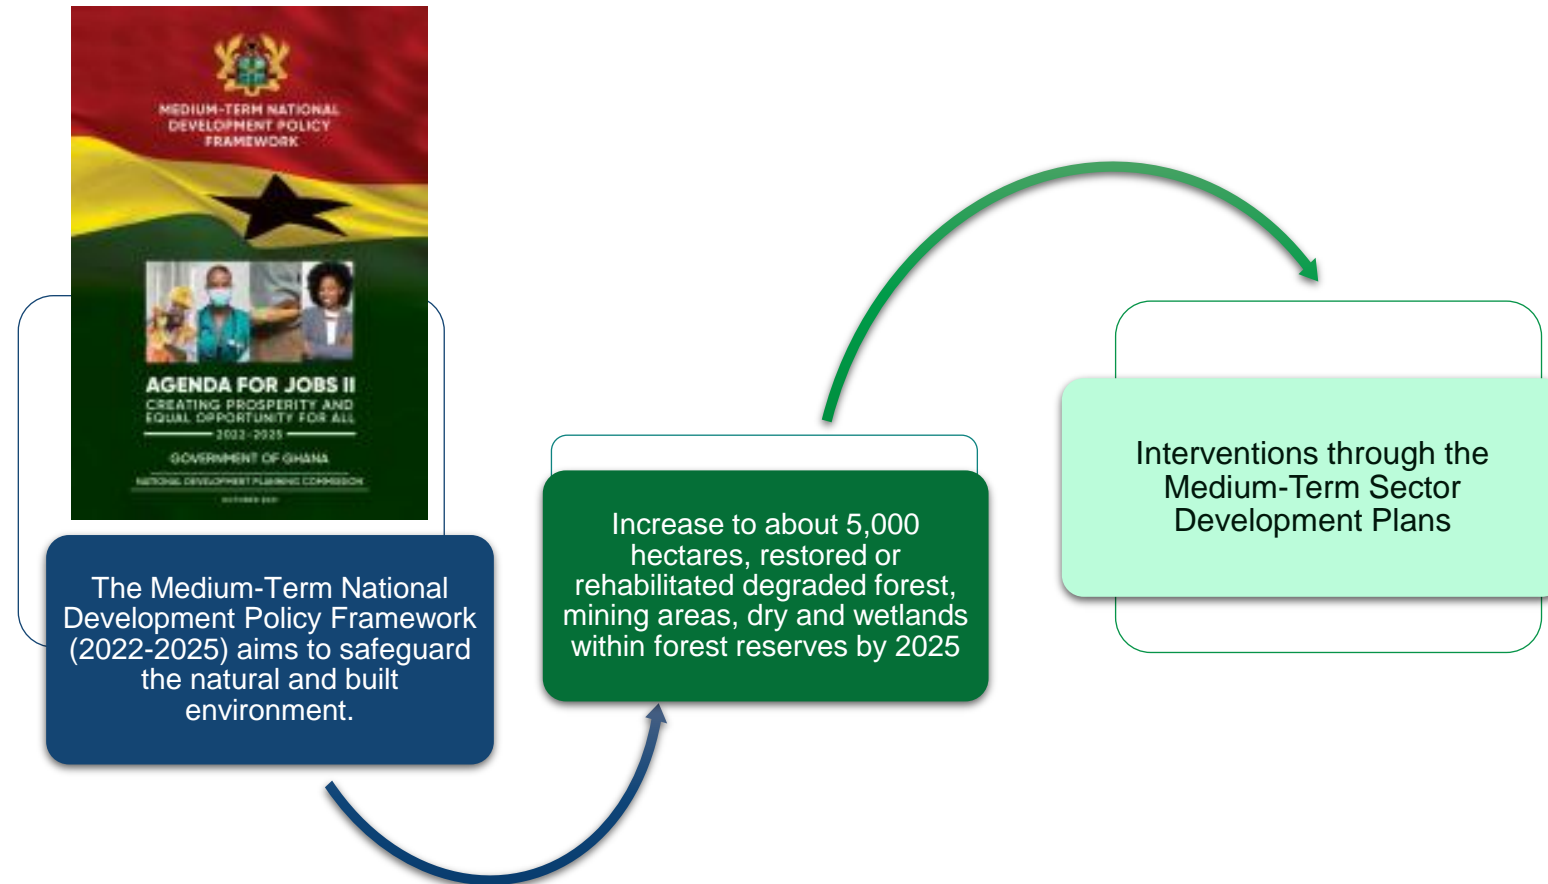 MEDIUM-TERM NATIONAL
DEVELOPMENT POLICY
FRAMEWORK
AGENDA FOR JOBS II
CREATING PROSPERITY AND
EQUAL OPPORTUNITY FOR ALL
2022-2025
GOVERNMENT OF GHANA
NATIONAL DEVELOPMENT PLANNING COMMISSION
The Medium-Term National
Development Policy Framework
(2022-2025) aims to safeguard
the natural and built
environment.
Increase to about 5,000
hectares, restored or
rehabilitated degraded forest,
mining areas, dry and wetlands
within forest reserves by 2025
Interventions through the
Medium-Term Sector
Development Plans